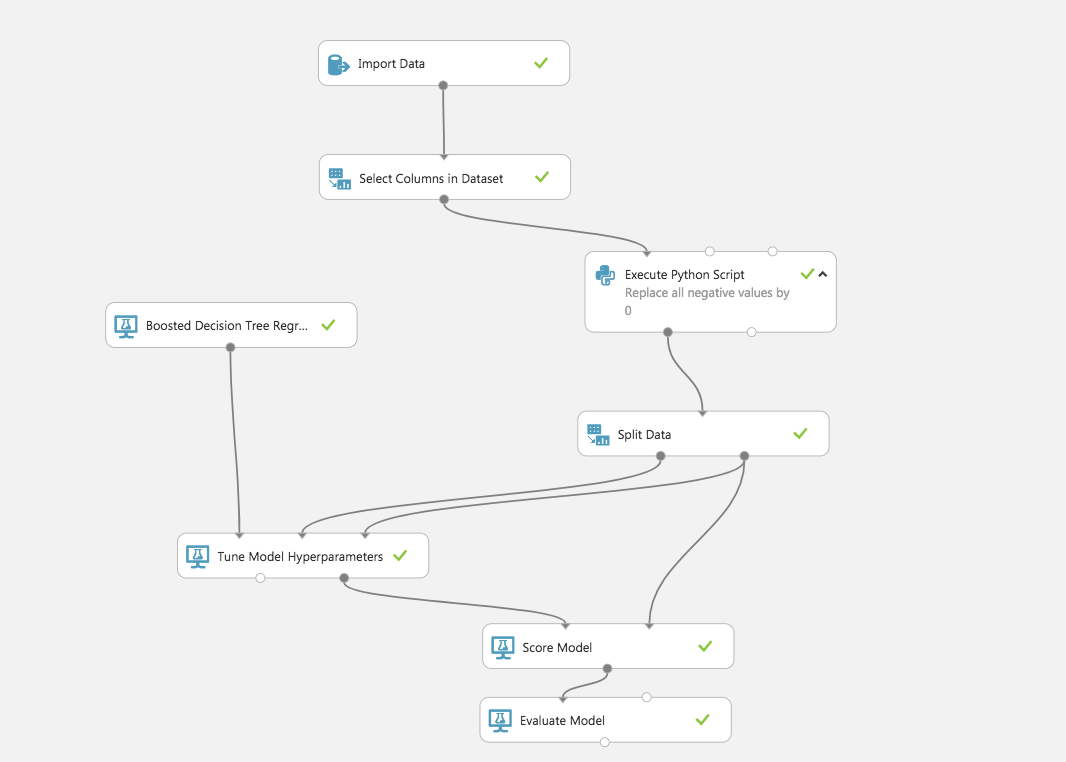 Import Data
Select Columns in Dataset
Execute Python Script
Replace all negative values by
0
Boosted Decision Tree Regr...
Split Data
Tune Model Hyperparameters
Score Model
Evaluate Model